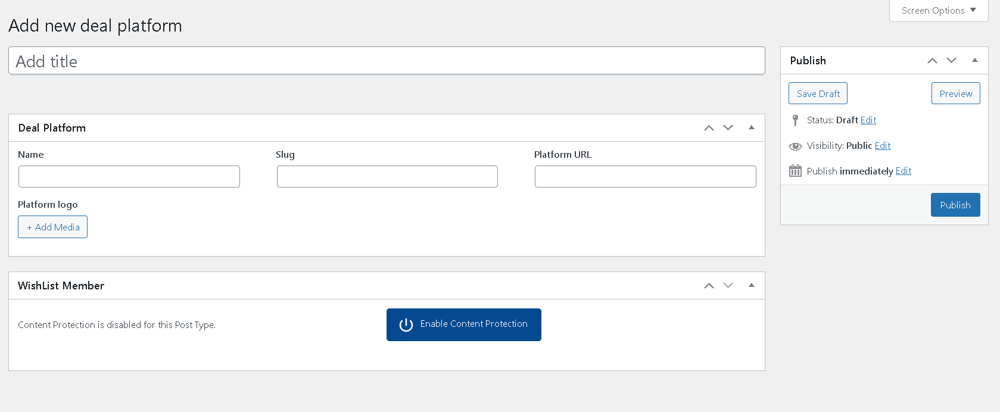 Screen Options
Add new deal platform
Add title
Publish
Save Draft
Preview
Status: Draft Edit
Visibility: Public Edit
Publish immediately Edit
Publish
Deal Platform
Name
Slug
Platform URL
Platform logo
+ Add Media
WishList Member
Content Protection is disabled for this Post Type.
Enable Content Protection